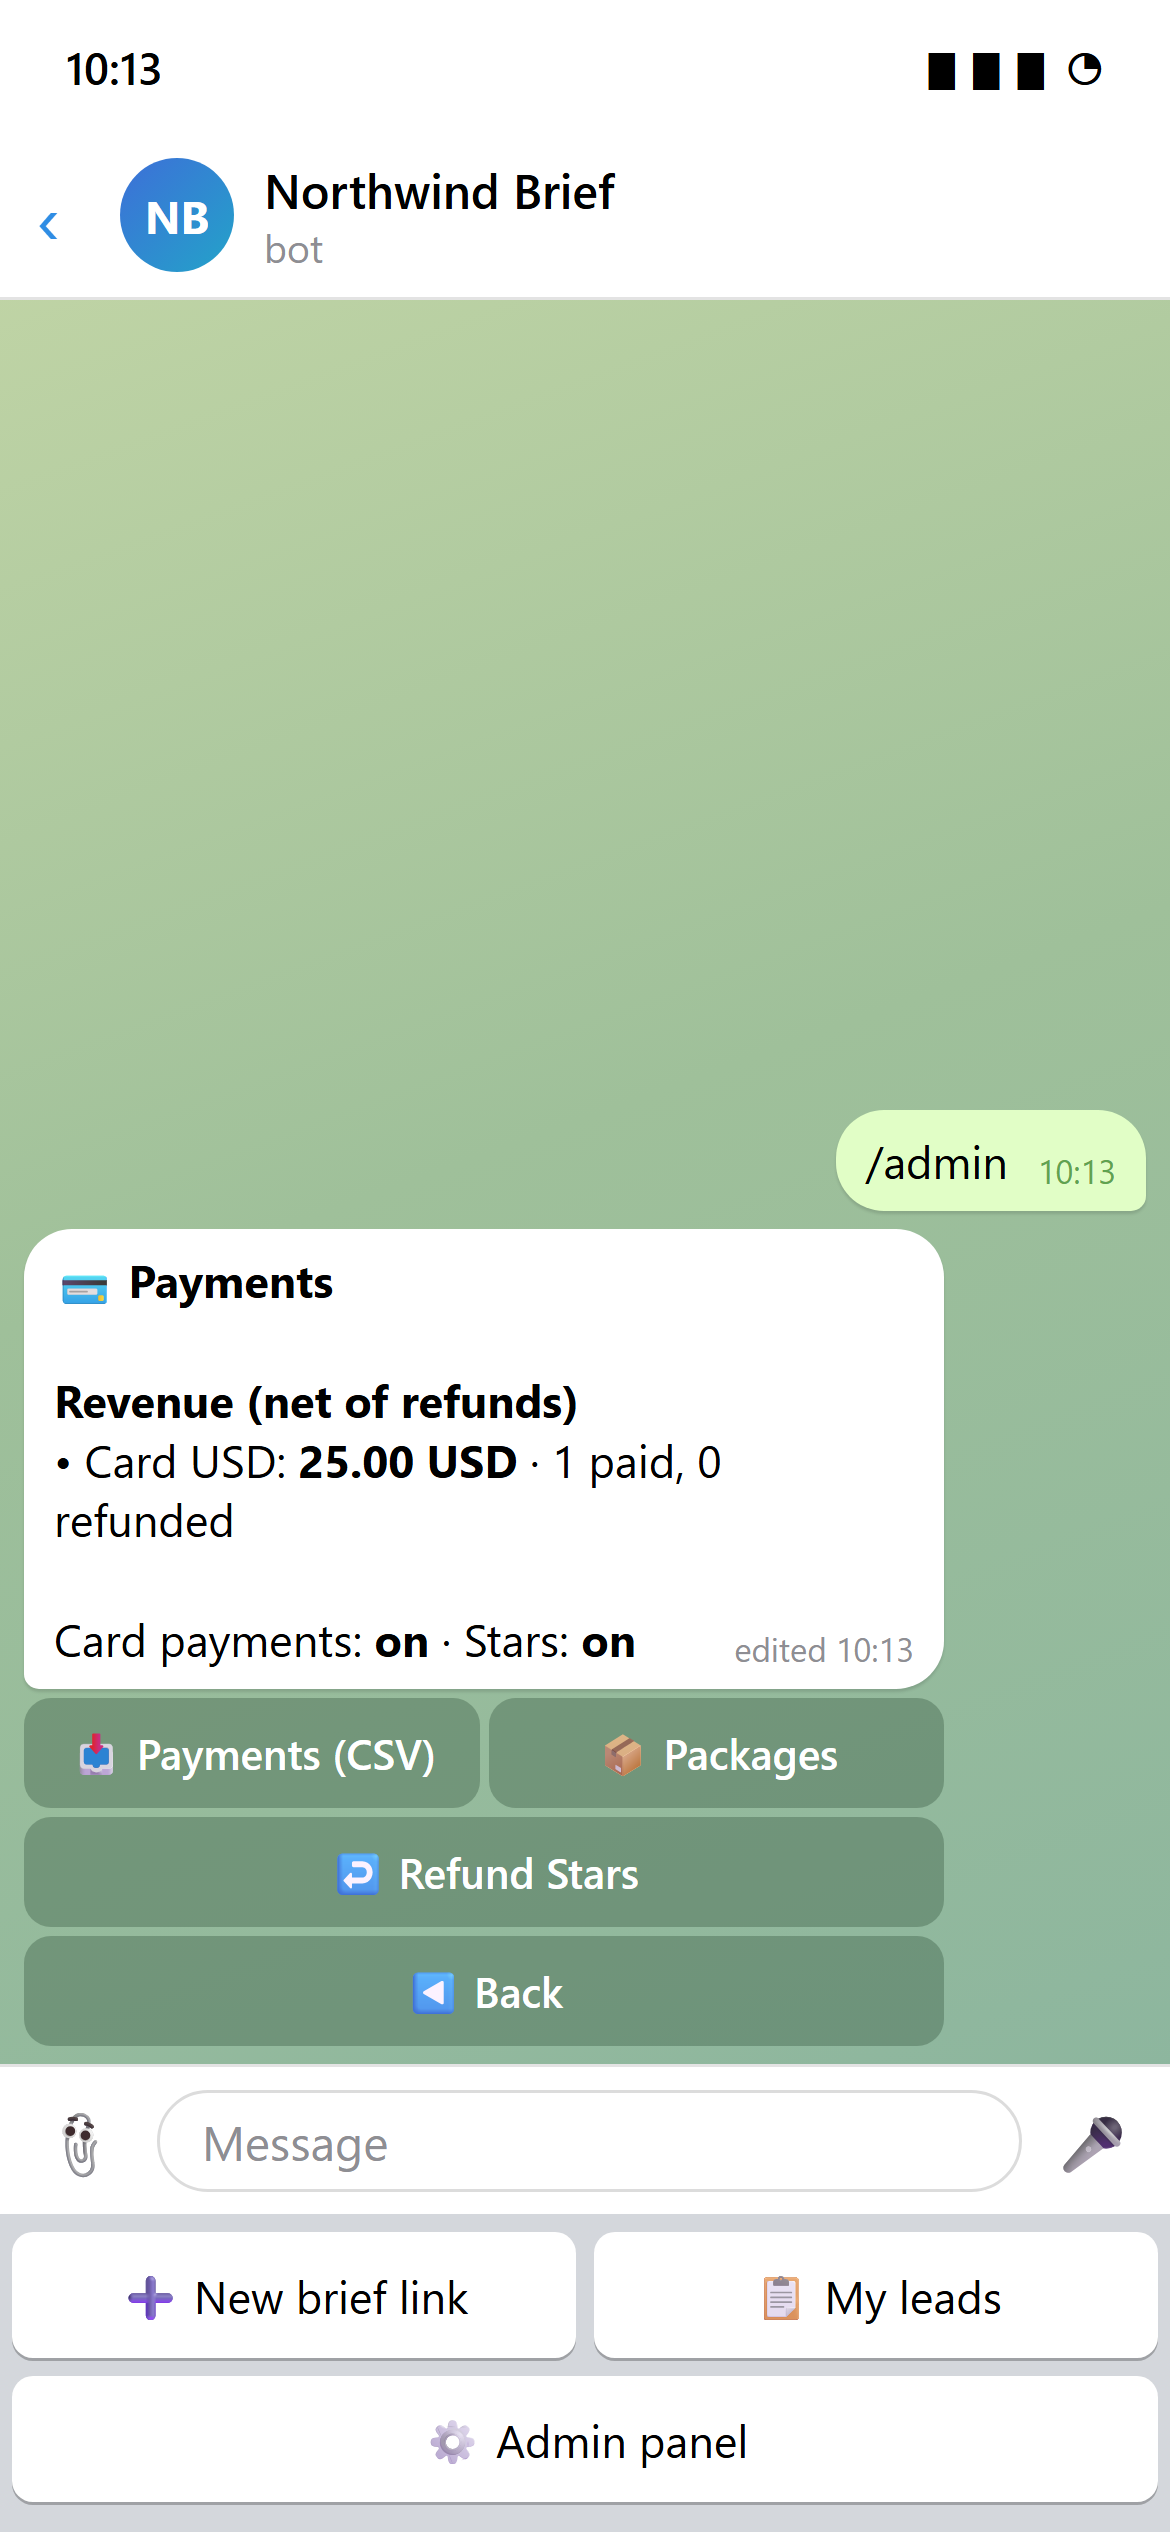 10:13
NB
Northwind Brief
bot
/admin 10:13
💳 Payments
Revenue (net of refunds)
• Card USD: 25.00 USD · 1 paid, 0
refunded
Card payments: on · Stars: on
edited 10:13
📥 Payments (CSV)
📦 Packages
↩️ Refund Stars
◀️ Back
Message
➕ New brief link
📋 My leads
⚙️ Admin panel